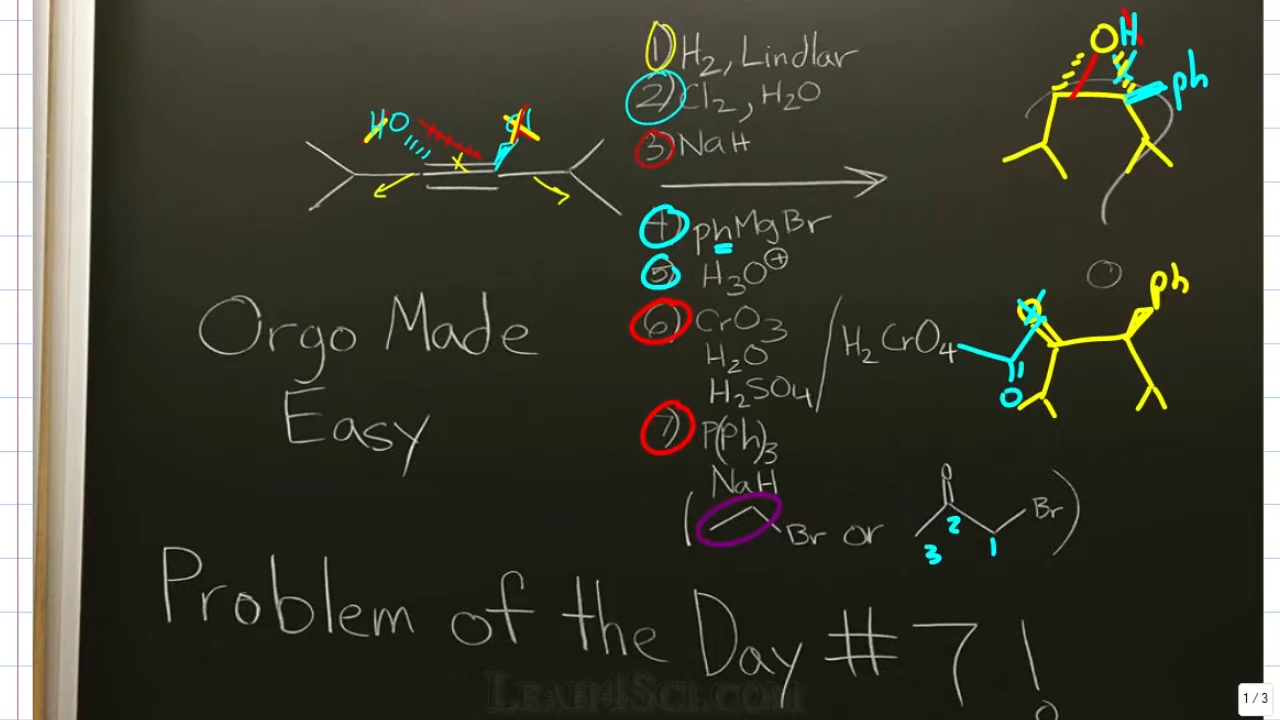 1) H₂, Lindlar
2) Cl₂, H₂O
3) NaH
HO
Cl
OH
ph
4) phMgBr
5) H₃O⊕
6) CrO₃ / H₂CrO₄
H₂O
H₂SO₄
O
ph
O
7) P(Ph)₃
NaH
( Br or O Br )
3 2 1
Orgo Made
Easy
Problem of the Day #7!
LEAH4SCI.COM
1 / 3